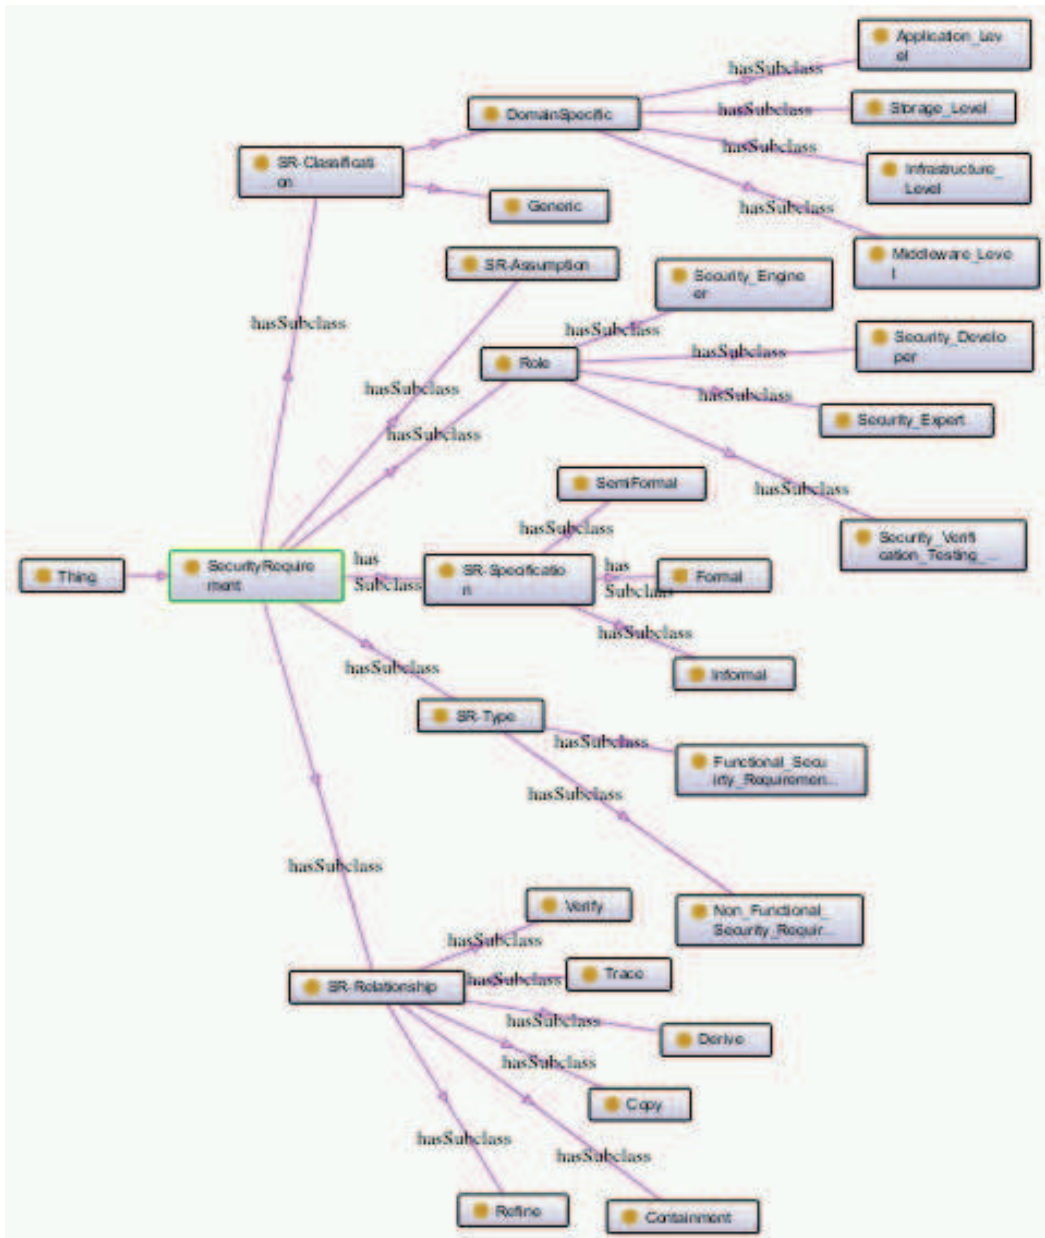 Application_Lev
el
hasSubclass
DomainSpecific
hasSubclass
Storage_Level
SR-Classificati
on
hasSubclass
Infrastructure_
Level
Generic
hasSubclass
SR-Assumption
Middleware_Leve
l
Security_Engine
er
hasSubclass
hasSubclass
Security_Develo
per
Role
hasSubclass
hasSubclass
hasSubclass
Security_Expert
hasSubclass
SemiFormal
hasSubclass
hasSubclass
Security_Verifi
cation_Testing_...
Thing
SecurityRequire
ment
has
Subclass
SR-Specificatio
n
has
Subclass
Formal
hasSubclass
Informal
hasSubclass
SR-Type
hasSubclass
Functional_Secu
irty_Requiremen...
hasSubclass
hasSubclass
Verify
Non_Functional_
Security_Requir...
hasSubclass
SR-Relationship
hasSubclass
Trace
hasSubclass
Derive
hasSubclass
Copy
hasSubclass
hasSubclass
Refine
Containment